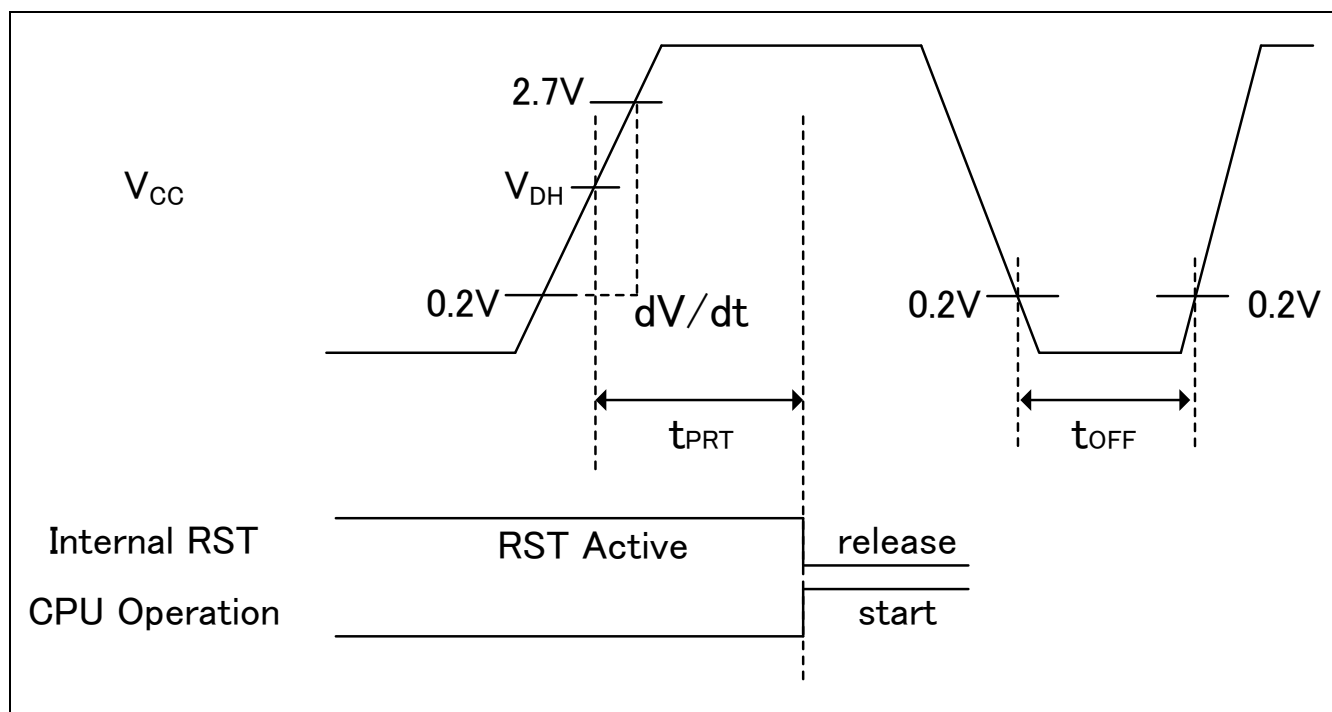 2.7V
VCC
VDH
0.2V
dV/dt
0.2V
0.2V
tPRT
tOFF
Internal RST
RST Active
release
CPU Operation
start